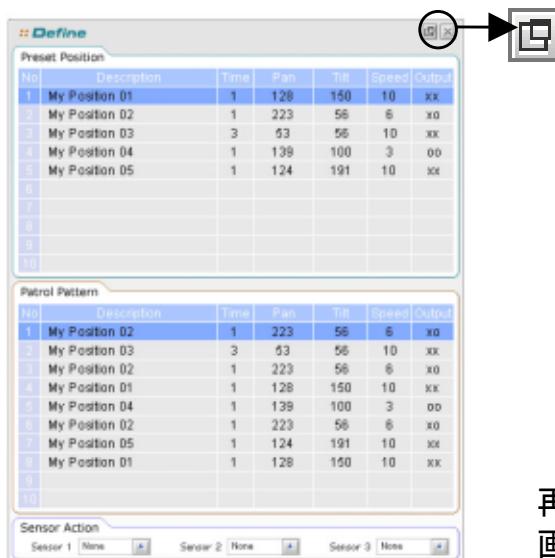 :: Define
Preset Position
No Description Time Pan Tilt Speed Output
1 My Position 01 1 128 150 10 xx
2 My Position 02 1 223 56 6 xo
3 My Position 03 3 53 56 10 xx
4 My Position 04 1 139 100 3 oo
5 My Position 05 1 124 191 10 xx
6
7
8
9
10
Patrol Pattern
No Description Time Pan Tilt Speed Output
1 My Position 02 1 223 56 6 xo
2 My Position 03 3 53 56 10 xx
3 My Position 02 1 223 56 6 xo
4 My Position 01 1 128 150 10 xx
5 My Position 04 1 139 100 3 oo
6 My Position 02 1 223 56 6 xo
7 My Position 05 1 124 191 10 xx
8 My Position 01 1 128 150 10 xx
9
10
Sensor Action
Sensor 1 None Sensor 2 None Sensor 3 None
再
画